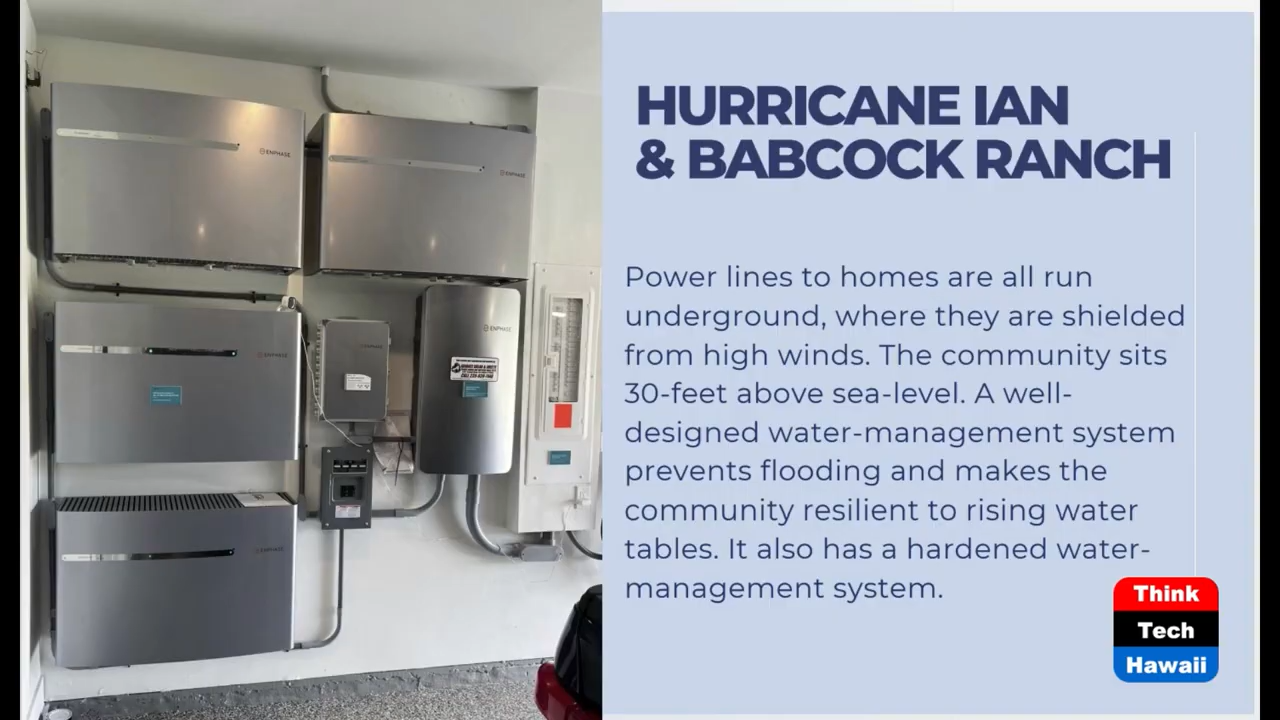 HURRICANE IAN
& BABCOCK RANCH
Power lines to homes are all run
underground, where they are shielded
from high winds. The community sits
30-feet above sea-level. A well-
designed water-management system
prevents flooding and makes the
community resilient to rising water
tables. It also has a hardened water-
management system.
Think
Tech
Hawaii
ENPHASE
ENPHASE
ENPHASE
ENPHASE